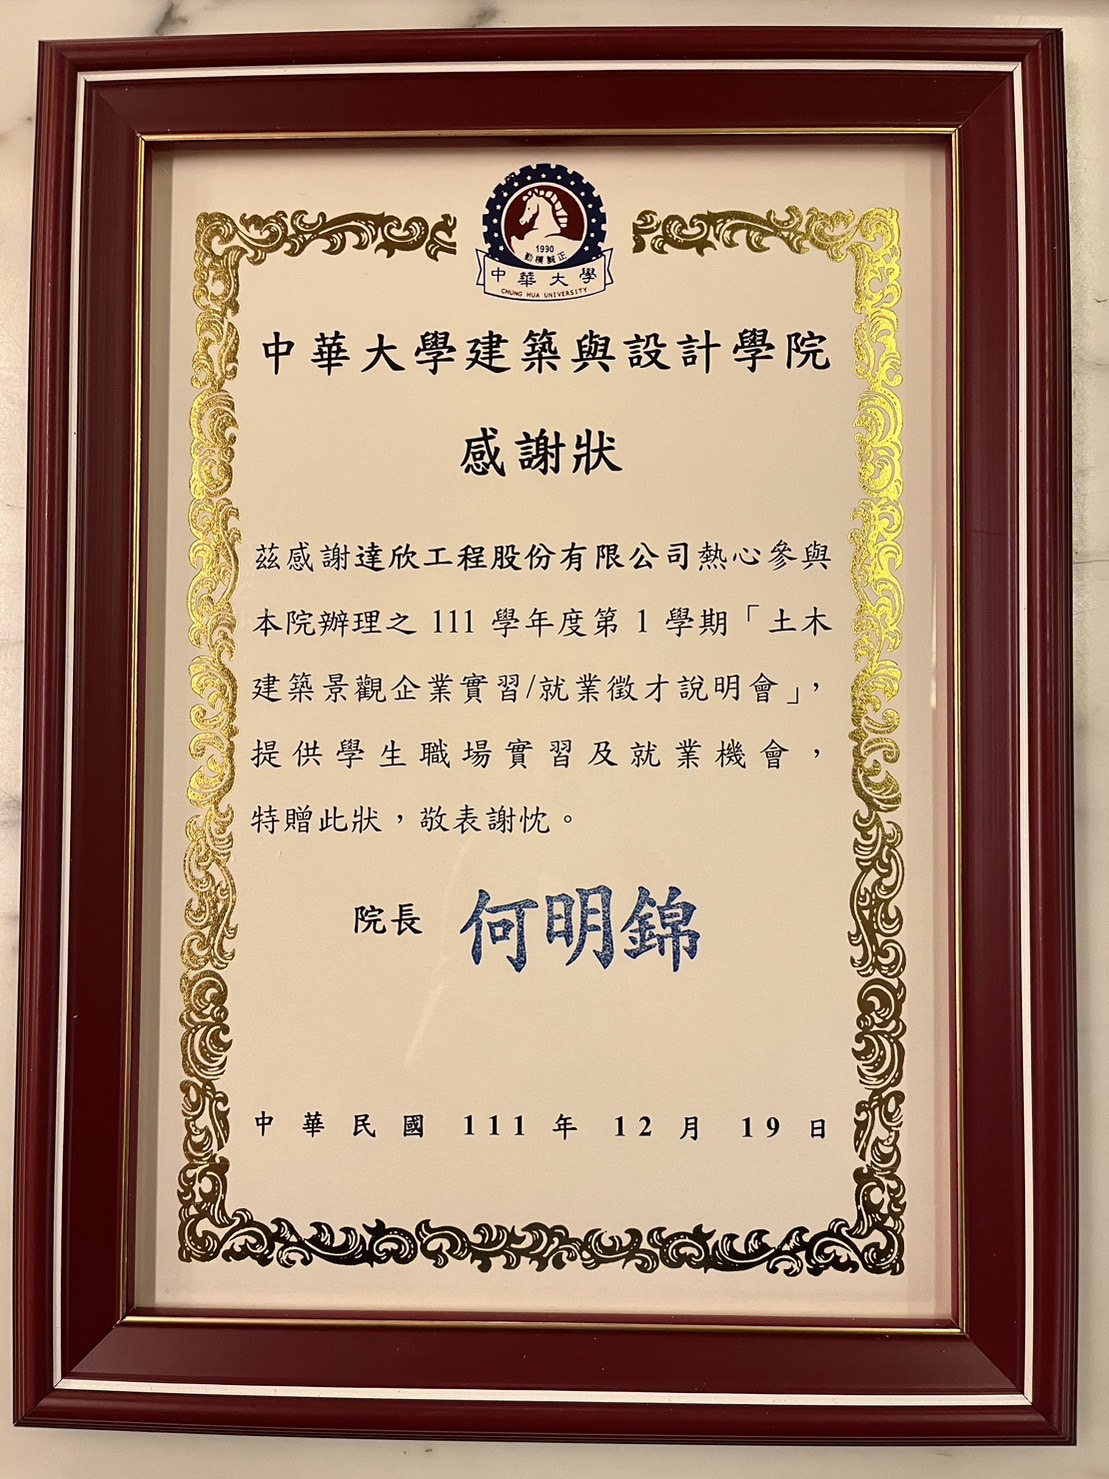 1990
勤樸誠正
中華大學
CHUNG HUA UNIVERSITY
中華大學建築與設計學院
感謝狀
茲感謝達欣工程股份有限公司熱心參與
本院辦理之 111 學年度第 1 學期「土木
建築景觀企業實習/就業徵才說明會」，
提供學生職場實習及就業機會，
特贈此狀，敬表謝忱。
院長 何明錦
中華民國 111 年 12 月 19 日